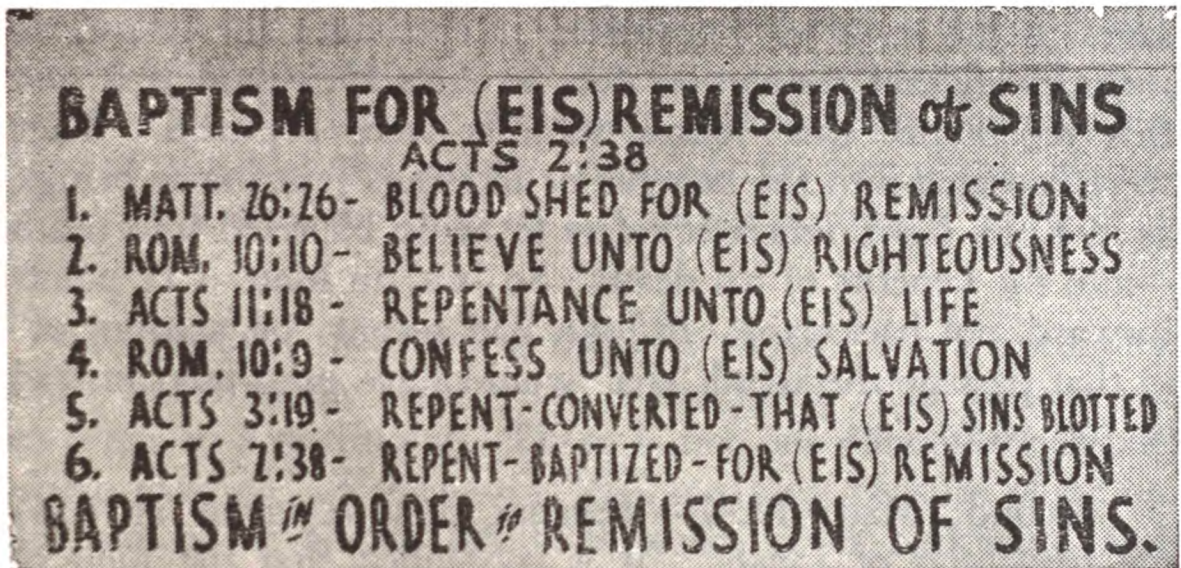 BAPTISM FOR (EIS) REMISSION of SINS
ACTS 2:38
1. MATT. 26:26 - BLOOD SHED FOR (EIS) REMISSION
2. ROM. 10:10 - BELIEVE UNTO (EIS) RIGHTEOUSNESS
3. ACTS 11:18 - REPENTANCE UNTO (EIS) LIFE
4. ROM. 10:9 - CONFESS UNTO (EIS) SALVATION
5. ACTS 3:19 - REPENT-CONVERTED-THAT (EIS) SINS BLOTTED
6. ACTS 2:38 - REPENT-BAPTIZED-FOR (EIS) REMISSION
BAPTISM in ORDER to REMISSION OF SINS.